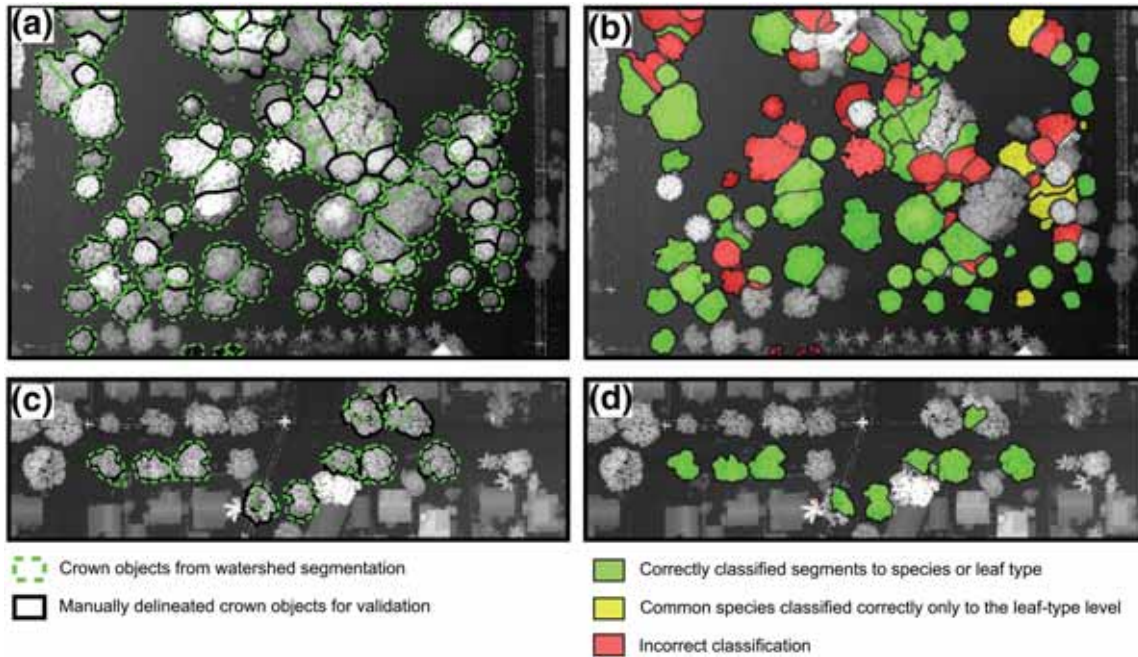 (a)
(b)
(c)
(d)
Crown objects from watershed segmentation
Manually delineated crown objects for validation
Correctly classified segments to species or leaf type
Common species classified correctly only to the leaf-type level
Incorrect classification